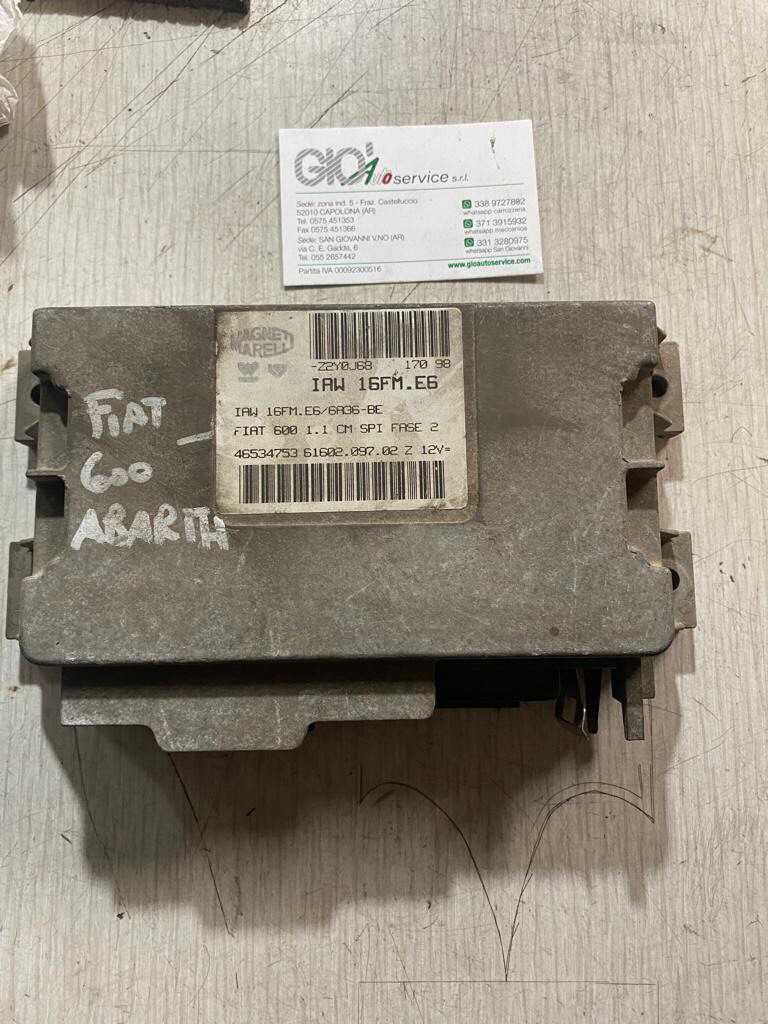 GIO' Auto service s.r.l.
Sede: zona ind. 5 - Fraz. Castelluccio
52010 CAPOLONA (AR)
Tel. 0575 451353
Fax 0575 451366
Sede: SAN GIOVANNI V.NO (AR)
via C. E. Gadda, 6
Tel. 055 2657442
Partita IVA 00092300516
338 9727882
whatsapp carrozzeria
371 3915932
whatsapp meccanica
331 3280975
whatsapp San Giovanni
www.gioautoservice.com
MAGNETI
MARELLI
-Z2Y0J68 170 98
IAW 16FM.E6
IAW 16FM.E6/6A36-BE
FIAT 600 1.1 CM SPI FASE 2
46534753 61602.097.02 Z 12V=
FIAT
600
ABARTH